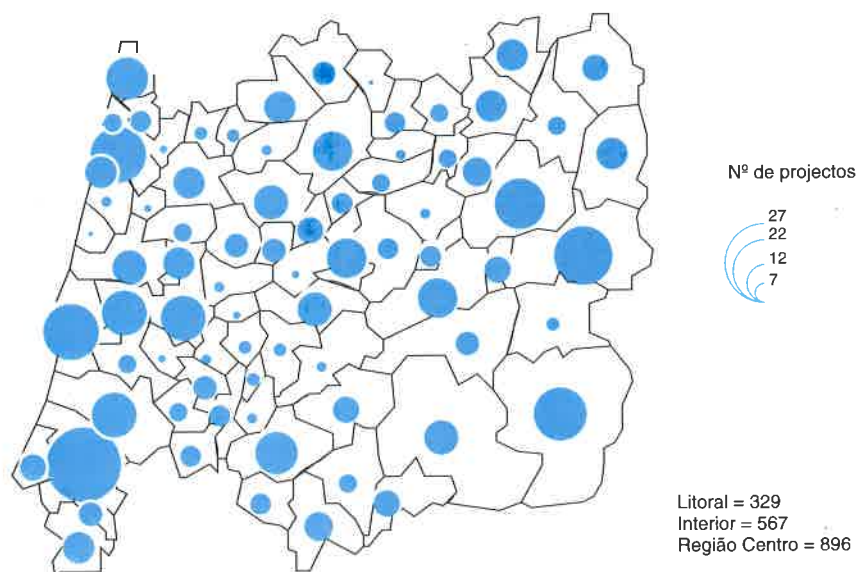 Nº de projectos
27
22
12
7
Litoral = 329
Interior = 567
Região Centro = 896